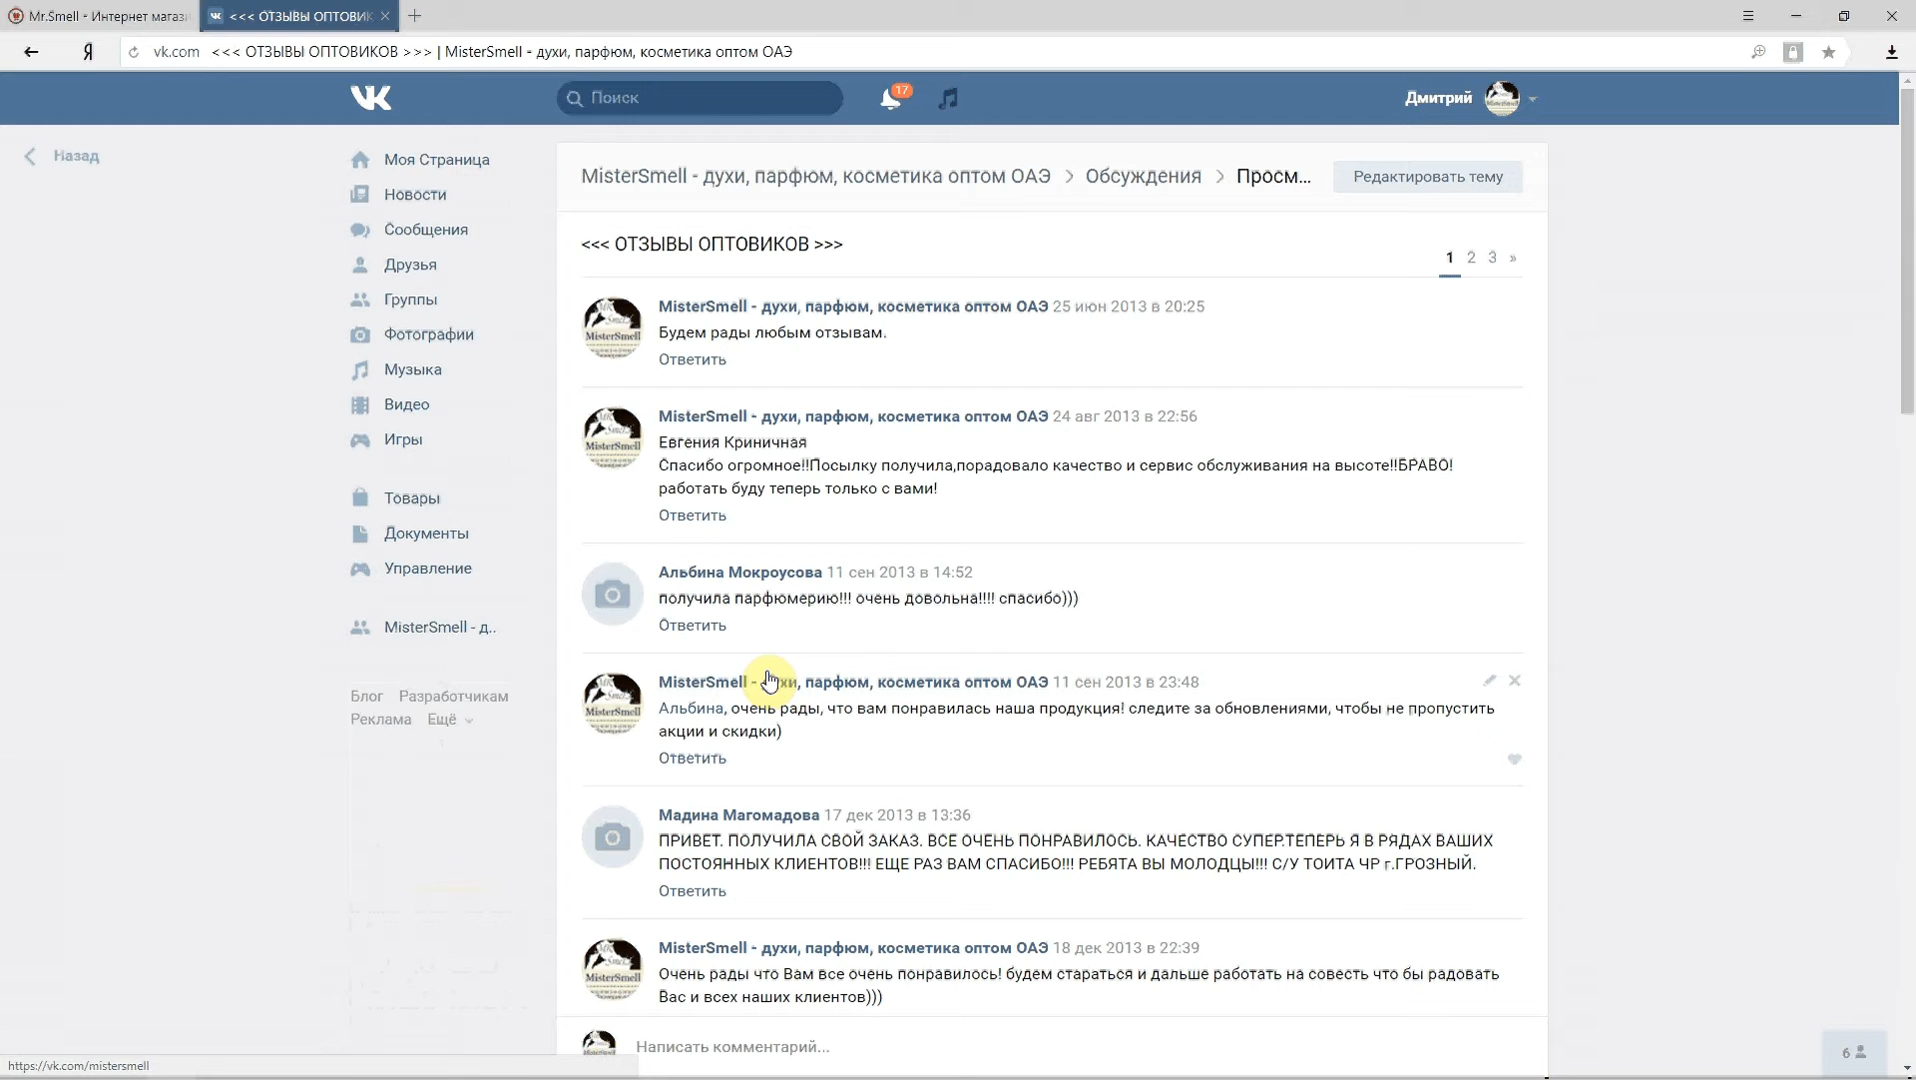 Mr.Smell - Интернет магази
<<< ОТЗЫВЫ ОПТОВИК
Я
vk.com <<< ОТЗЫВЫ ОПТОВИКОВ >>> | MisterSmell - духи, парфюм, косметика оптом ОАЭ
Поиск
17
Дмитрий
Назад
Моя Страница
Новости
Сообщения
Друзья
Группы
Фотографии
Музыка
Видео
Игры
Товары
Документы
Управление
MisterSmell - д..
Блог Разработчикам
Реклама Ещё
MisterSmell - духи, парфюм, косметика оптом ОАЭ > Обсуждения > Просм...
Редактировать тему
<<< ОТЗЫВЫ ОПТОВИКОВ >>>
1 2 3 »
MisterSmell - духи, парфюм, косметика оптом ОАЭ 25 июн 2013 в 20:25
Будем рады любым отзывам.
Ответить
MisterSmell - духи, парфюм, косметика оптом ОАЭ 24 авг 2013 в 22:56
Евгения Криничная
Спасибо огромное!!Посылку получила,порадовало качество и сервис обслуживания на высоте!!БРАВО!
работать буду теперь только с вами!
Ответить
Альбина Мокроусова 11 сен 2013 в 14:52
получила парфюмерию!!! очень довольна!!!! спасибо)))
Ответить
MisterSmell - духи, парфюм, косметика оптом ОАЭ 11 сен 2013 в 23:48
Альбина, очень рады, что вам понравилась наша продукция! следите за обновлениями, чтобы не пропустить
акции и скидки)
Ответить
Мадина Магомадова 17 дек 2013 в 13:36
ПРИВЕТ. ПОЛУЧИЛА СВОЙ ЗАКАЗ. ВСЕ ОЧЕНЬ ПОНРАВИЛОСЬ. КАЧЕСТВО СУПЕР.ТЕПЕРЬ Я В РЯДАХ ВАШИХ
ПОСТОЯННЫХ КЛИЕНТОВ!!! ЕЩЕ РАЗ ВАМ СПАСИБО!!! РЕБЯТА ВЫ МОЛОДЦЫ!!! С/У ТОИТА ЧР г.ГРОЗНЫЙ.
Ответить
MisterSmell - духи, парфюм, косметика оптом ОАЭ 18 дек 2013 в 22:39
Очень рады что Вам все очень понравилось! будем стараться и дальше работать на совесть что бы радовать
Вас и всех наших клиентов)))
Написать комментарий...
6
https://vk.com/mistersmell